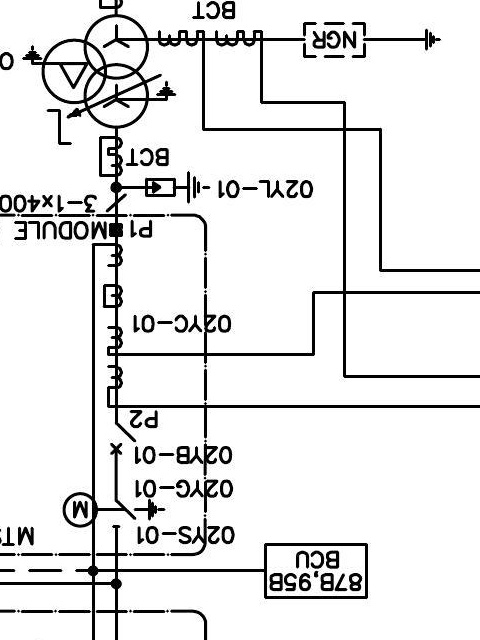 87B,95B
BCU
MTS
02YS-01
M
02YG-01
02YB-01
P2
02YC-01
P1 MODULE
3-1x400
02YL-01
BCT
NGR
BCT